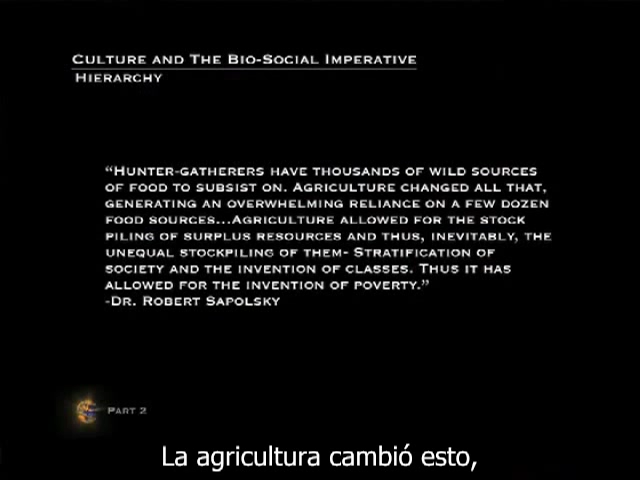 CULTURE AND THE BIO-SOCIAL IMPERATIVE
HIERARCHY
“HUNTER-GATHERERS HAVE THOUSANDS OF WILD SOURCES
OF FOOD TO SUBSIST ON. AGRICULTURE CHANGED ALL THAT,
GENERATING AN OVERWHELMING RELIANCE ON A FEW DOZEN
FOOD SOURCES...AGRICULTURE ALLOWED FOR THE STOCK
PILING OF SURPLUS RESOURCES AND THUS, INEVITABLY, THE
UNEQUAL STOCKPILING OF THEM- STRATIFICATION OF
SOCIETY AND THE INVENTION OF CLASSES. THUS IT HAS
ALLOWED FOR THE INVENTION OF POVERTY.”
-DR. ROBERT SAPOLSKY
PART 2
La agricultura cambió esto,